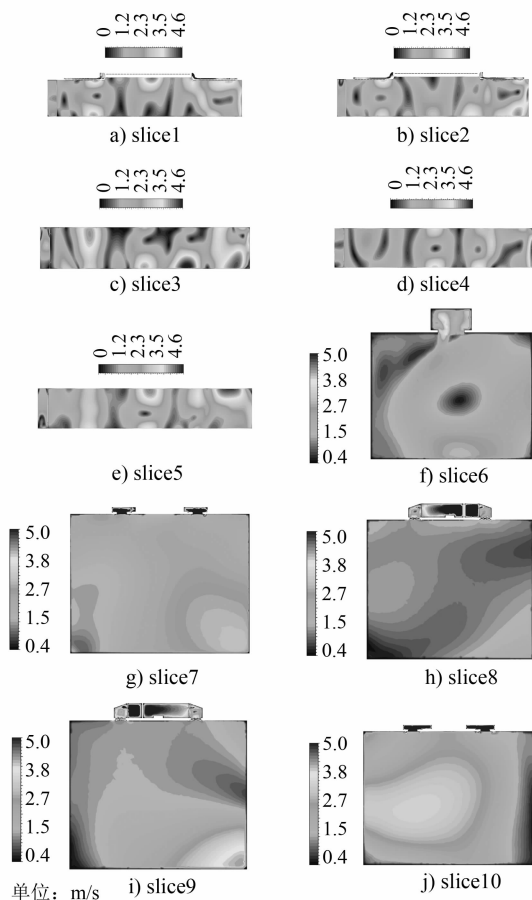 0 1.2 2.3 3.5 4.6
0 1.2 2.3 3.5 4.6
a) slice1
b) slice2
0 1.2 2.3 3.5 4.6
0 1.2 2.3 3.5 4.6
c) slice3
d) slice4
0 1.2 2.3 3.5 4.6
5.0
3.8
2.7
1.5
0.4
e) slice5
f) slice6
5.0
3.8
2.7
1.5
0.4
5.0
3.8
2.7
1.5
0.4
g) slice7
h) slice8
5.0
3.8
2.7
1.5
0.4
5.0
3.8
2.7
1.5
0.4
i) slice9
j) slice10
单位：m/s